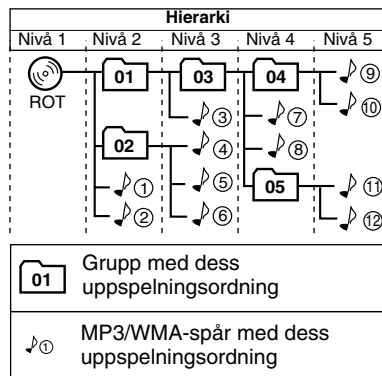 Hierarki
Nivå 1 Nivå 2 Nivå 3 Nivå 4 Nivå 5
01 03 04 ⑨
ROT ⑩
③ ⑦
02 ④ ⑧
① ⑤ 05 ⑪
② ⑥ ⑫
01 Grupp med dess
uppspelningsordning
① MP3/WMA-spår med dess
uppspelningsordning